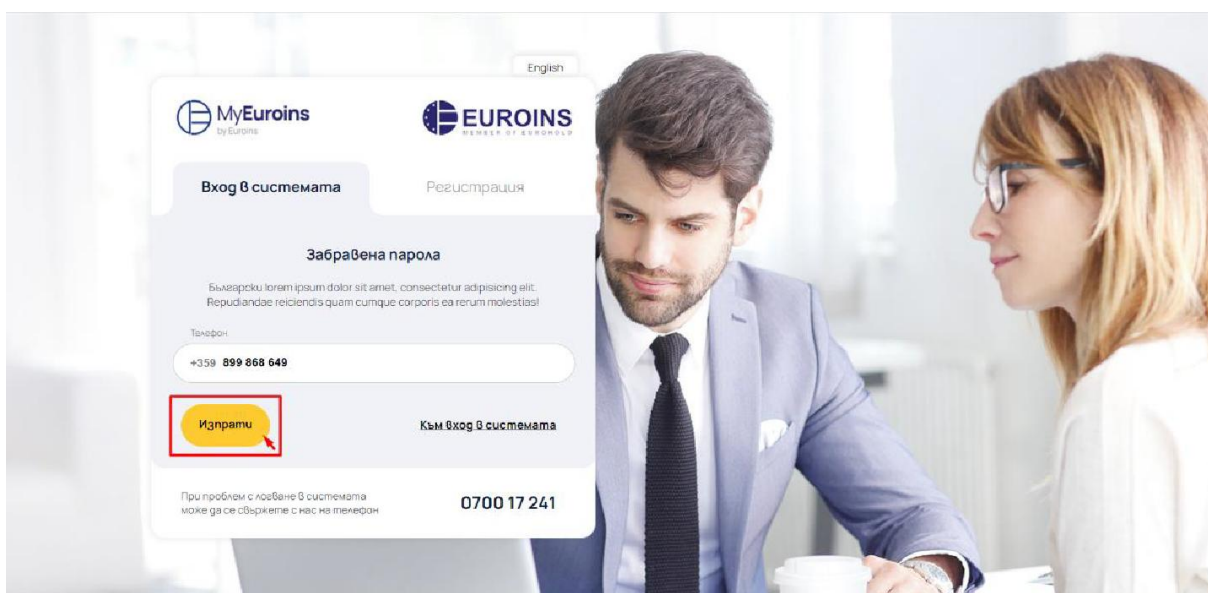 English
MyEuroins
by Euroins
EUROINS
MEMBER OF EUROHOLD
Вход в системата
Регистрация
Забравена парола
Български lorem ipsum dolor sit amet, consectetur adipisicing elit.
Repudiandae reiciendis quam cumque corporis ea rerum molestias!
Телефон
+359 899 868 649
Изпрати
Към вход в системата
При проблем с логване в системата
може да се свържете с нас на телефон
0700 17 241